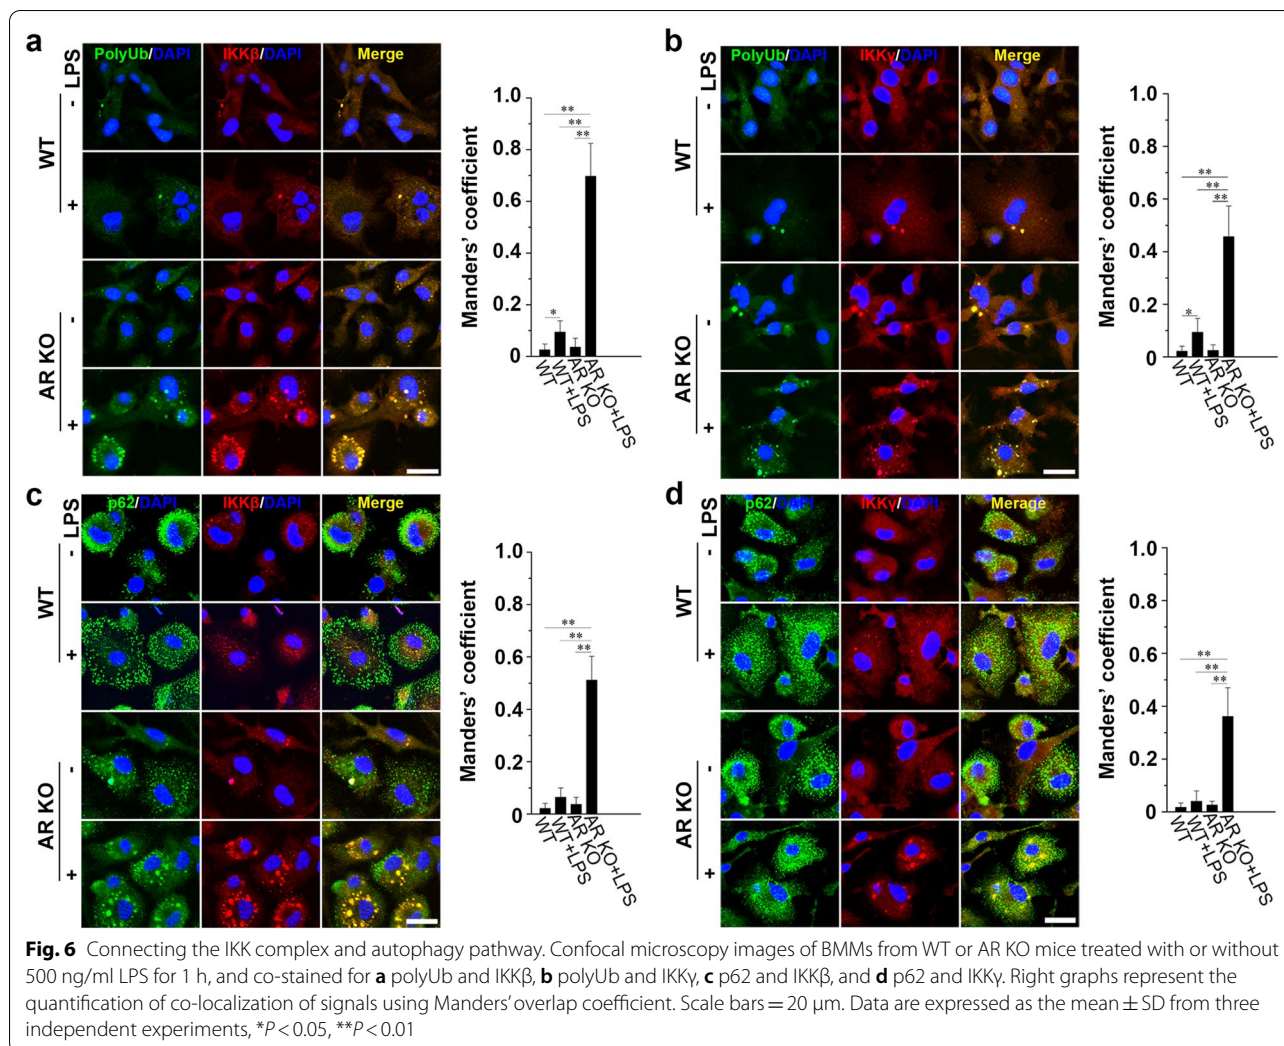 a
LPS
PolyUb/DAPI IKKβ/DAPI Merge
WT
-
+
AR KO
-
+
Manders' coefficient
1.0
0.8
0.6
0.4
0.2
0
**
**
**
*
WT
WT+LPS
AR KO
AR KO+LPS
b
LPS
PolyUb/DAPI IKKγ/DAPI Merge
WT
-
+
AR KO
-
+
Manders' coefficient
1.0
0.8
0.6
0.4
0.2
0
**
**
**
*
WT
WT+LPS
AR KO
AR KO+LPS
c
LPS
p62/DAPI IKKβ/DAPI Merge
WT
-
+
AR KO
-
+
Manders' coefficient
1.0
0.8
0.6
0.4
0.2
0
**
**
**
WT
WT+LPS
AR KO
AR KO+LPS
d
LPS
p62/DAPI IKKγ/DAPI Merage
WT
-
+
AR KO
-
+
Manders' coefficient
1.0
0.8
0.6
0.4
0.2
0
**
**
**
WT
WT+LPS
AR KO
AR KO+LPS
Fig. 6 Connecting the IKK complex and autophagy pathway. Confocal microscopy images of BMMs from WT or AR KO mice treated with or without
500 ng/ml LPS for 1 h, and co-stained for a polyUb and IKKβ, b polyUb and IKKγ, c p62 and IKKβ, and d p62 and IKKγ. Right graphs represent the
quantification of co-localization of signals using Manders' overlap coefficient. Scale bars = 20 μm. Data are expressed as the mean ± SD from three
independent experiments, *P < 0.05, **P < 0.01